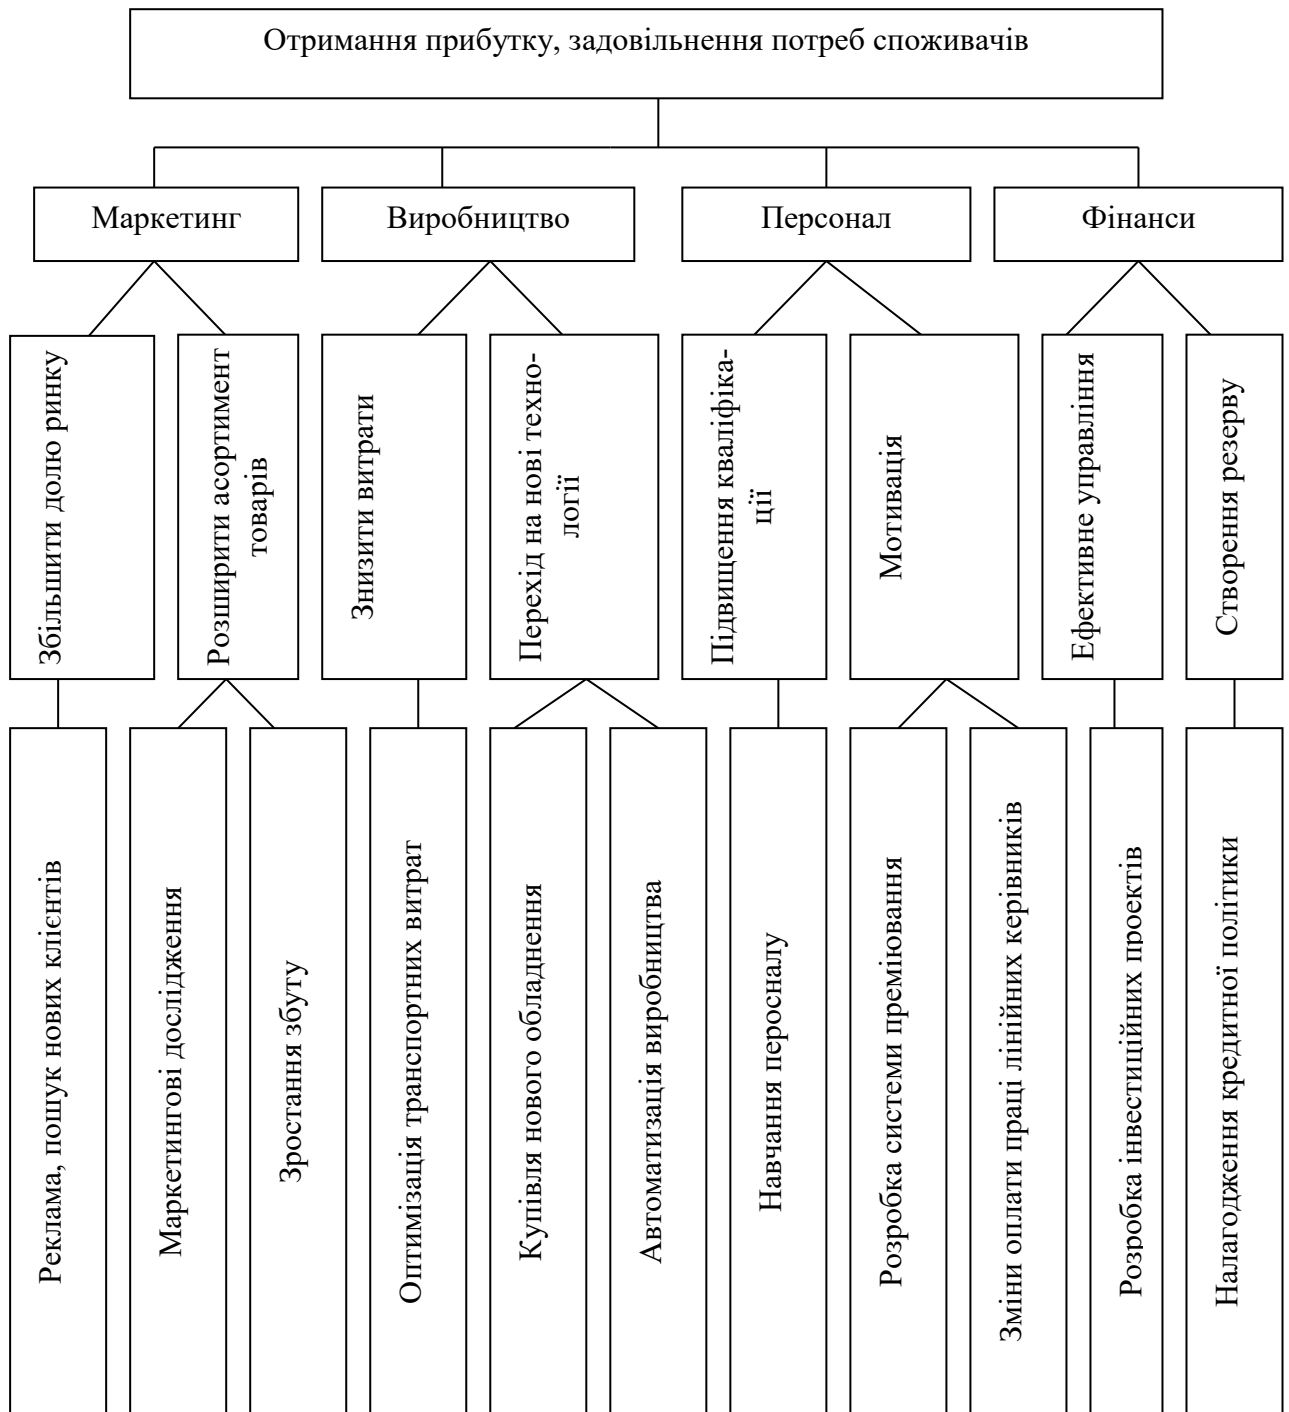 Отримання прибутку, задовільнення потреб споживачів
Маркетинг
Виробництво
Персонал
Фінанси
Збільшити долю ринку
Розширити асортимент
товарів
Знизити витрати
Перехід на нові техно-
логії
Підвищення кваліфіка-
ції
Мотивація
Ефективне управління
Створення резерву
Реклама, пошук нових клієнтів
Маркетингові дослідження
Зростання збуту
Оптимізація транспортних витрат
Купівля нового обладнення
Автоматизація виробництва
Навчання перосналу
Розробка системи преміювання
Зміни оплати праці лінійних керівників
Розробка інвестиційних проектів
Налагодження кредитної політики